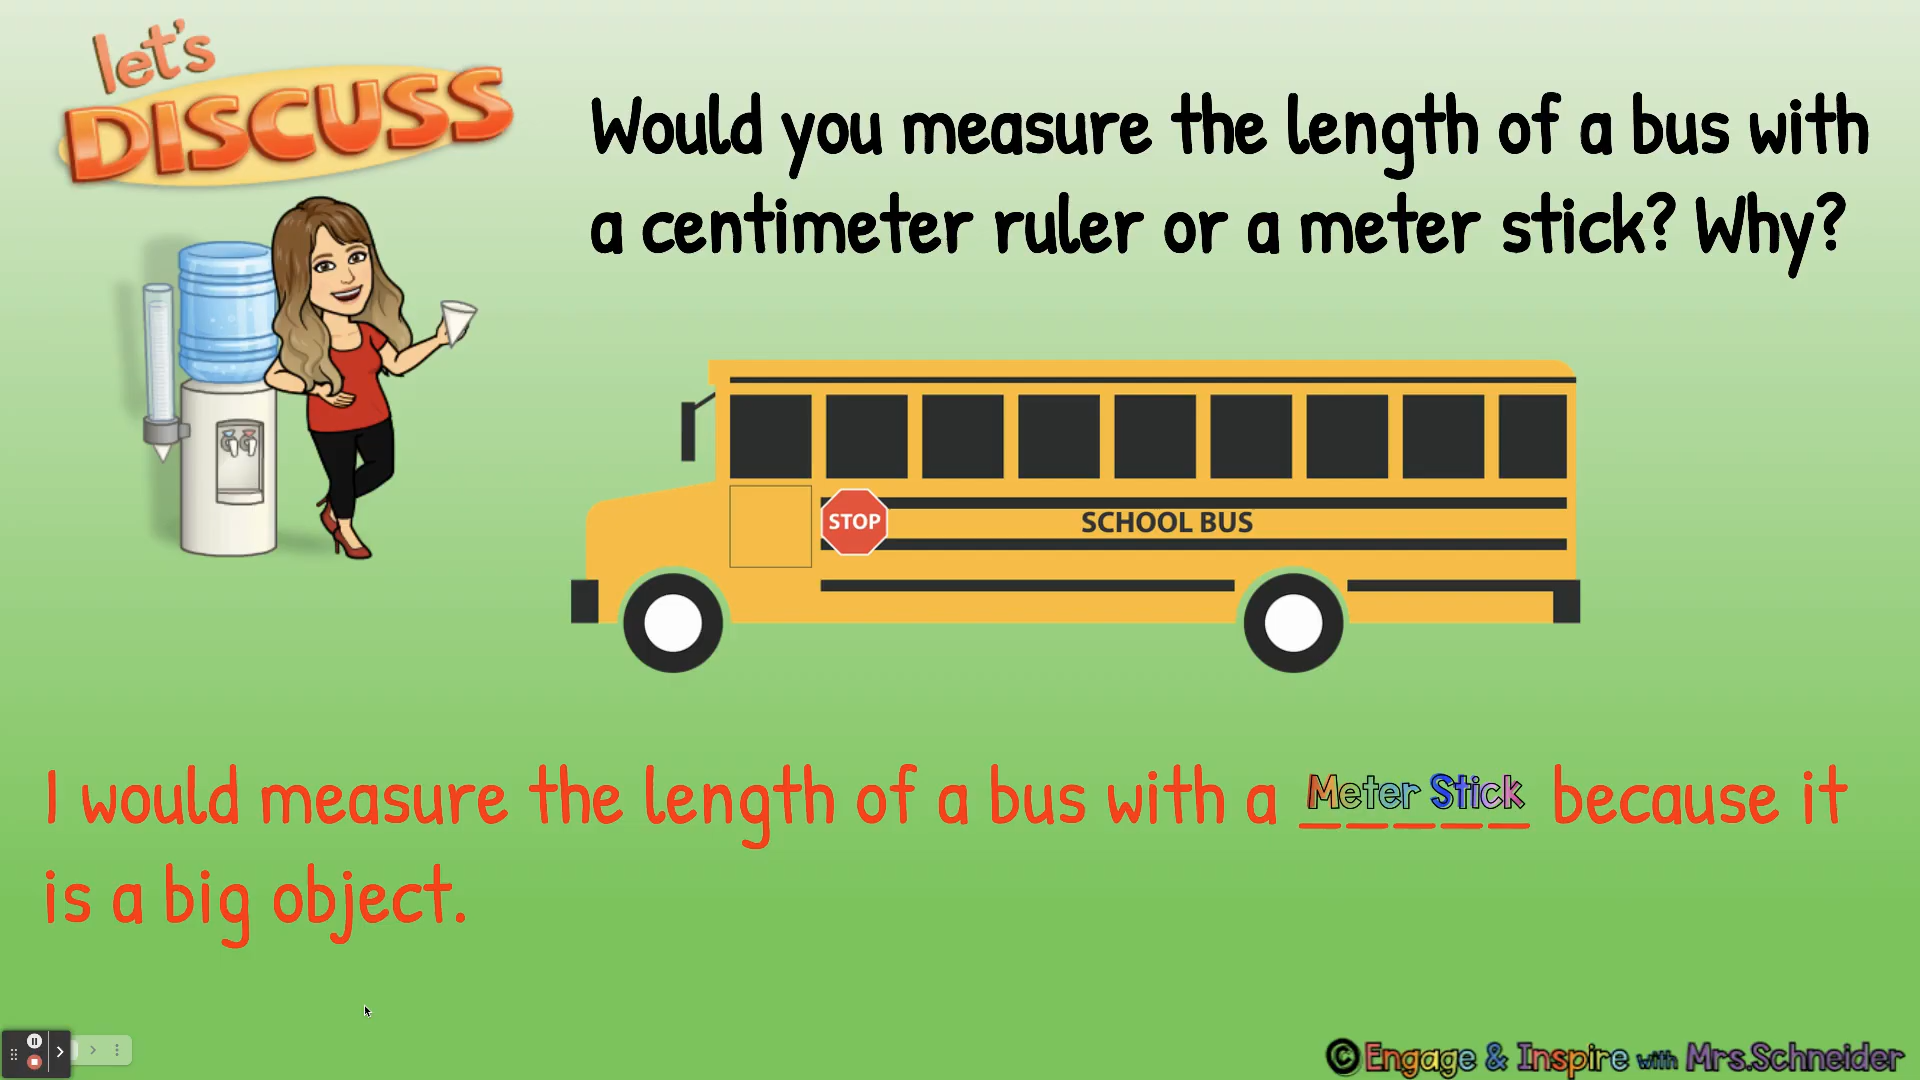 let's
DISCUSS
Would you measure the length of a bus with
a centimeter ruler or a meter stick? Why?
STOP
SCHOOL BUS
I would measure the length of a bus with a Meter Stick because it
is a big object.
© Engage & Inspire with Mrs.Schneider